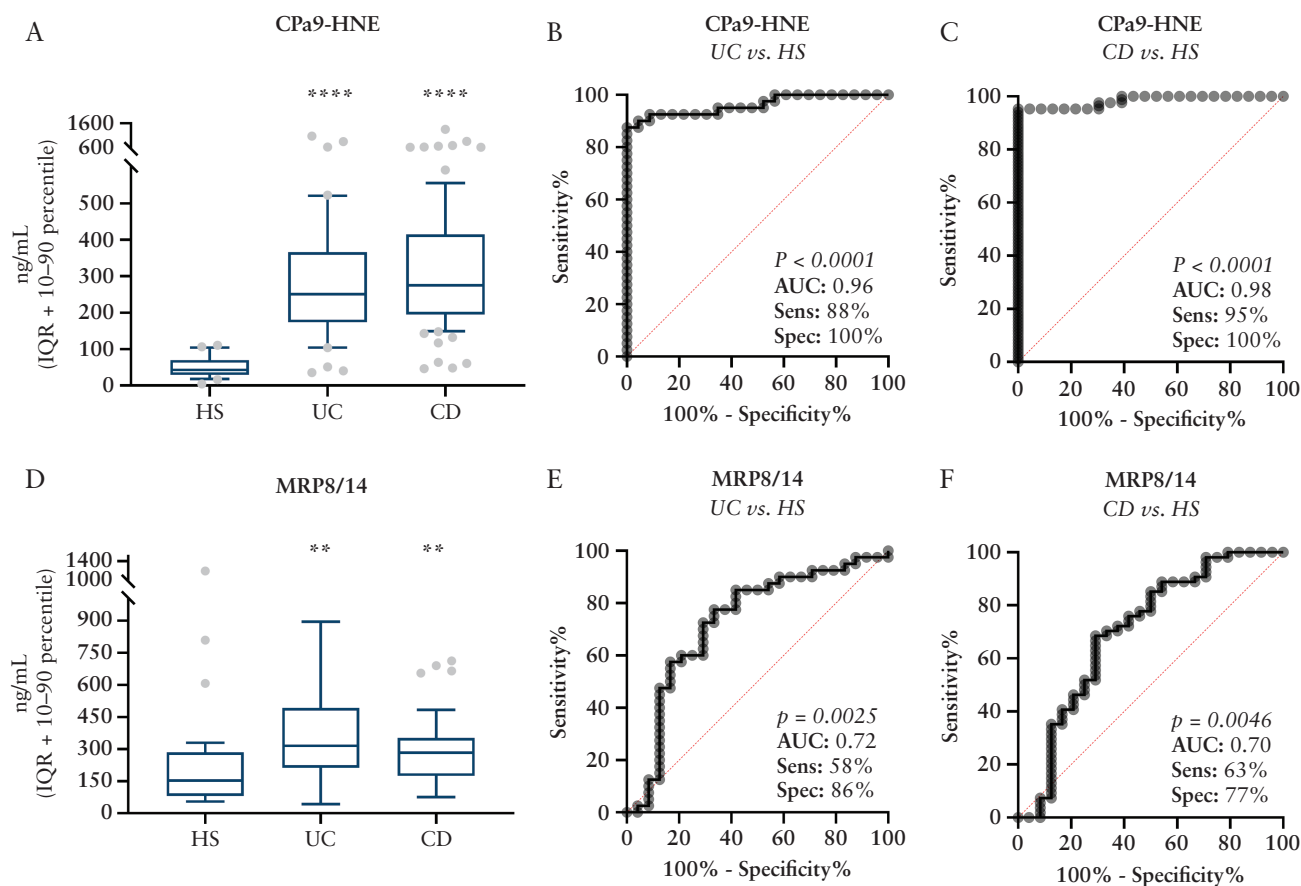 A
CPa9-HNE
**** ****
1600
600
500
400
300
200
100
0
ng/mL
(IQR + 10–90 percentile)
HS UC CD
B
CPa9-HNE
UC vs. HS
100
80
60
40
20
0
Sensitivity%
P < 0.0001
AUC: 0.96
Sens: 88%
Spec: 100%
0 20 40 60 80 100
100% - Specificity%
C
CPa9-HNE
CD vs. HS
100
80
60
40
20
0
Sensitivity%
P < 0.0001
AUC: 0.98
Sens: 95%
Spec: 100%
0 20 40 60 80 100
100% - Specificity%
D
MRP8/14
** **
1400
1000
900
750
600
450
300
150
0
ng/mL
(IQR + 10–90 percentile)
HS UC CD
E
MRP8/14
UC vs. HS
100
80
60
40
20
0
Sensitivity%
p = 0.0025
AUC: 0.72
Sens: 58%
Spec: 86%
0 20 40 60 80 100
100% - Specificity%
F
MRP8/14
CD vs. HS
100
80
60
40
20
0
Sensitivity%
p = 0.0046
AUC: 0.70
Sens: 63%
Spec: 77%
0 20 40 60 80 100
100% - Specificity%